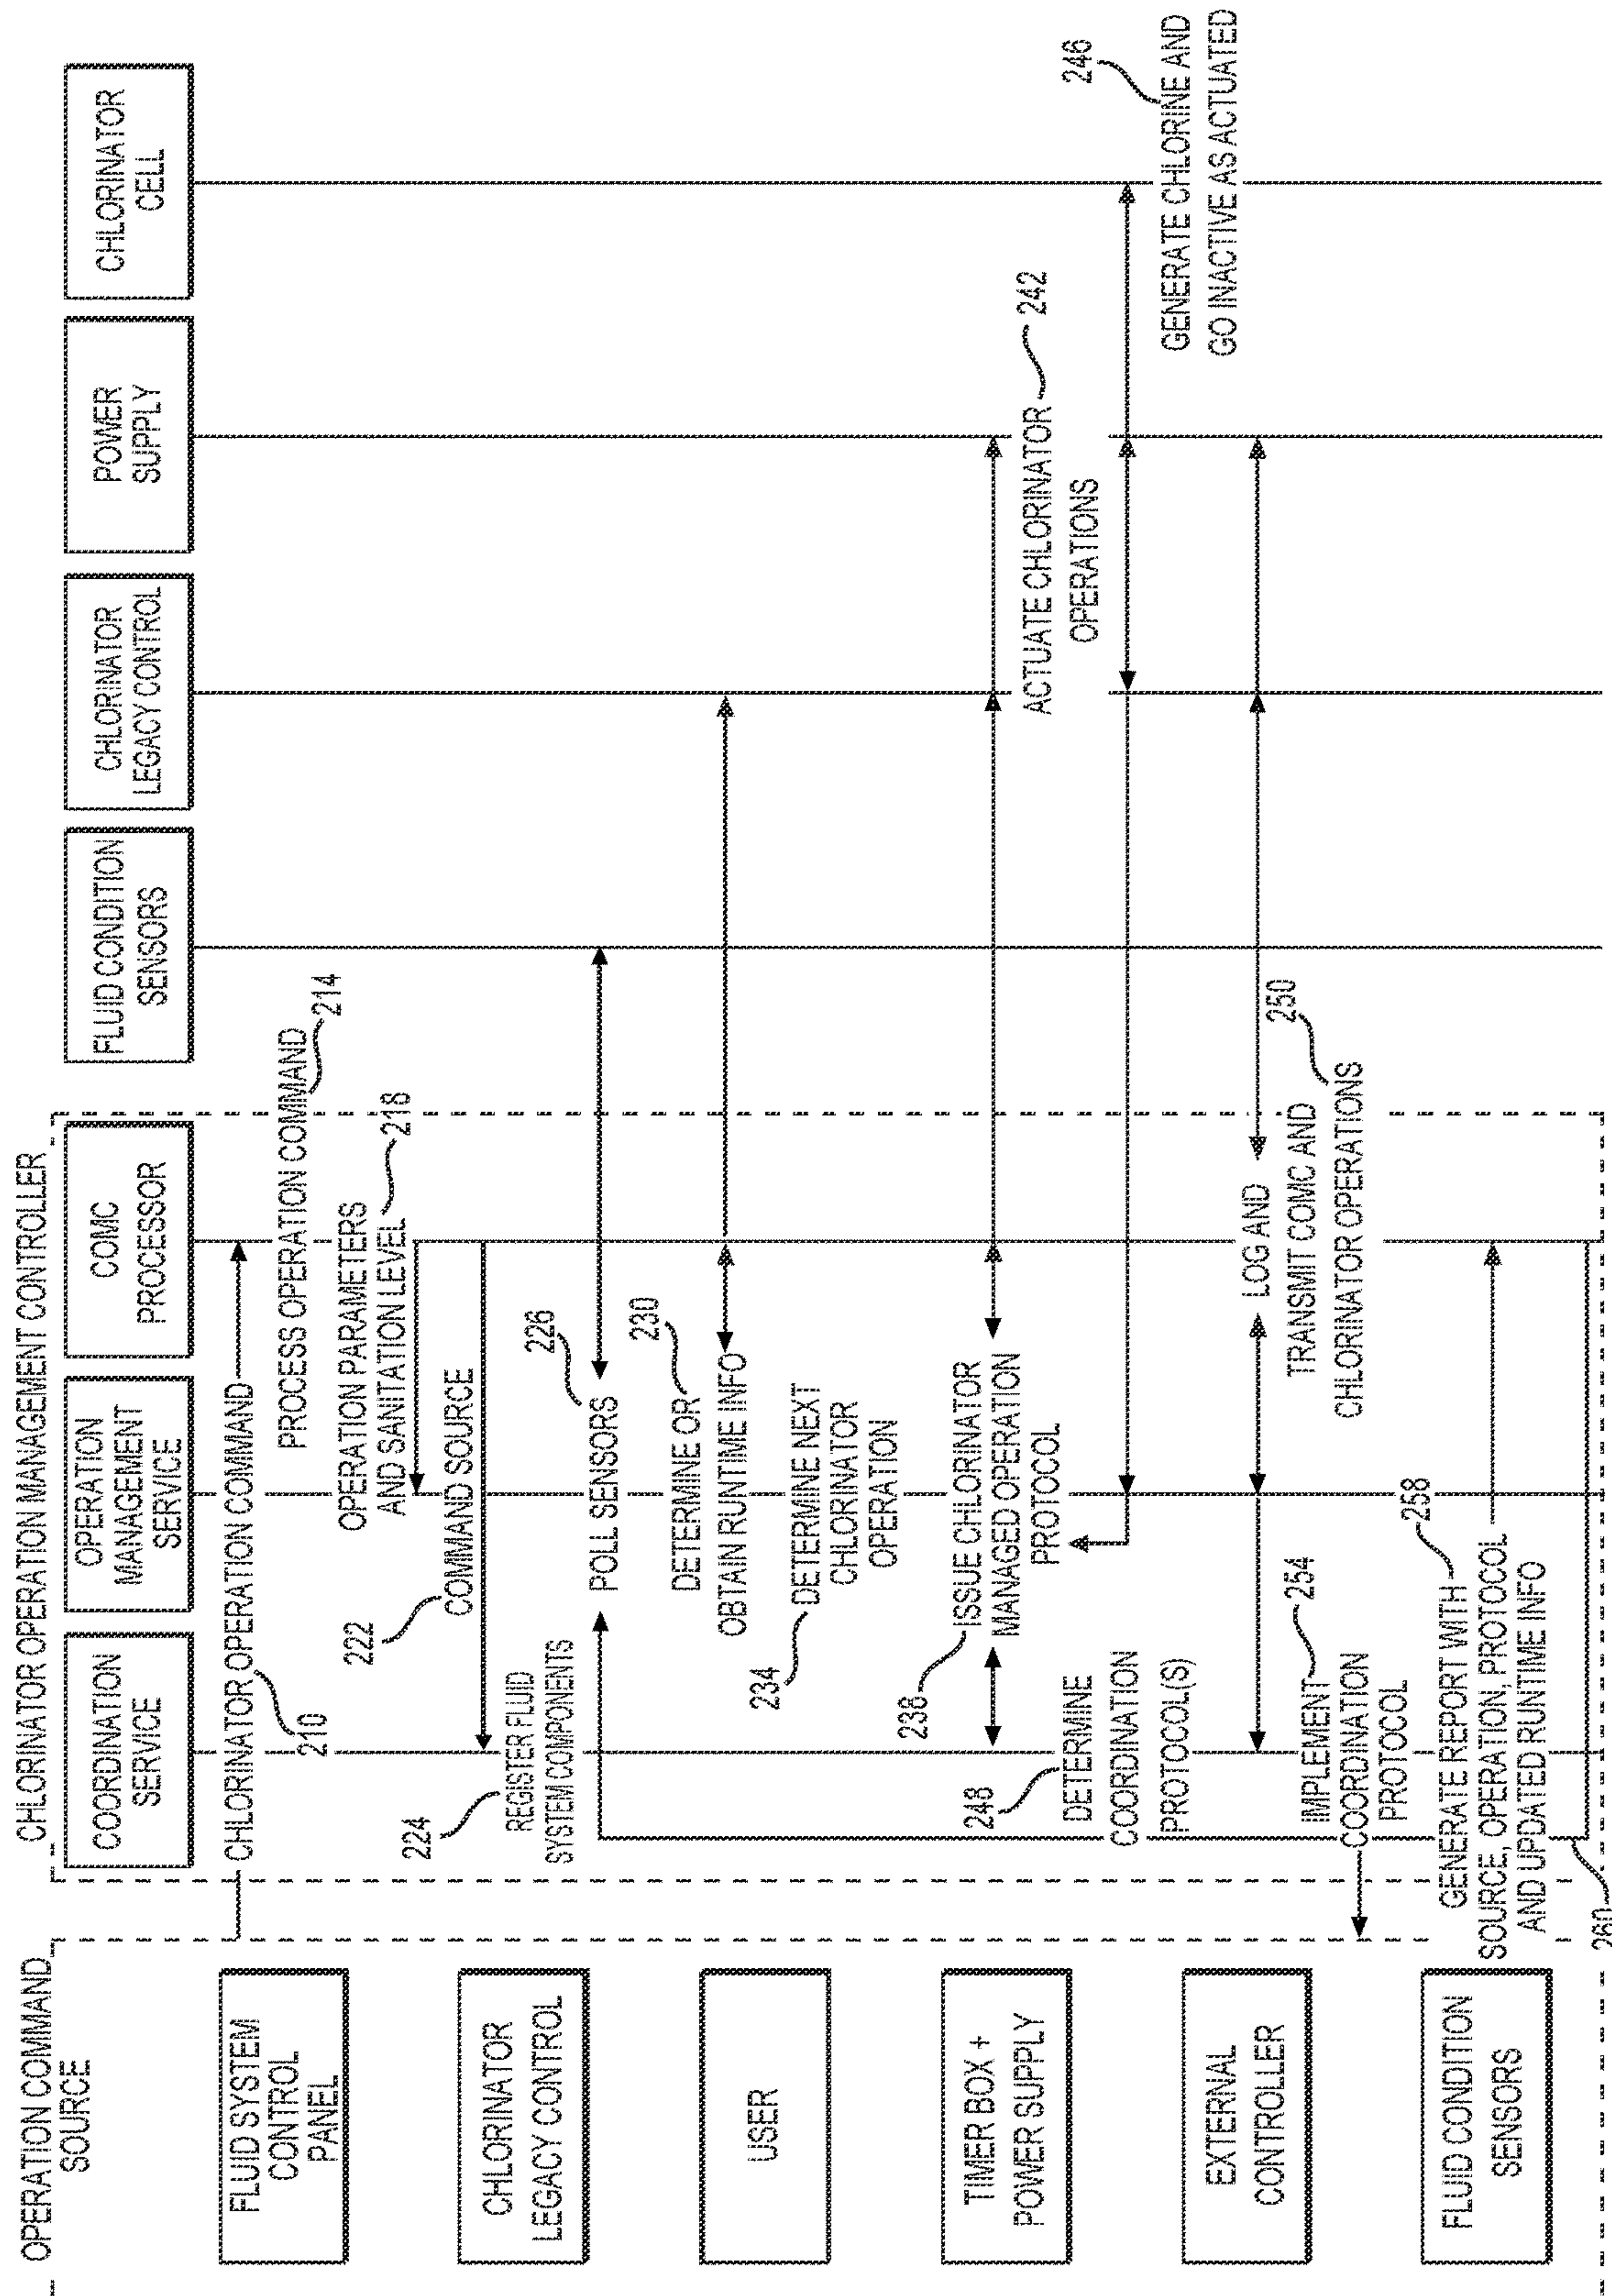 OPERATION COMMAND
SOURCE
FLUID SYSTEM
CONTROL
PANEL
CHLORINATOR
LEGACY CONTROL
USER
TIMER BOX +
POWER SUPPLY
EXTERNAL
CONTROLLER
FLUID CONDITION
SENSORS
CHLORINATOR OPERATION MANAGEMENT CONTROLLER
COORDINATION
SERVICE
OPERATION
MANAGEMENT
SERVICE
COMC
PROCESSOR
FLUID CONDITION
SENSORS
CHLORINATOR
LEGACY CONTROL
POWER
SUPPLY
CHLORINATOR
CELL
CHLORINATOR OPERATION COMMAND
210
PROCESS OPERATION COMMAND
214
OPERATION PARAMETERS
AND SANITATION LEVEL
218
222
COMMAND SOURCE
224
REGISTER FLUID
SYSTEM COMPONENTS
226
POLL SENSORS
230
DETERMINE OR
OBTAIN RUNTIME INFO
234
DETERMINE NEXT
CHLORINATOR
OPERATION
238
ISSUE CHLORINATOR
MANAGED OPERATION
PROTOCOL
ACTUATE CHLORINATOR
OPERATIONS
242
246
GENERATE CHLORINE AND
GO INACTIVE AS ACTUATED
248
DETERMINE
COORDINATION
PROTOCOL(S)
250
LOG AND
TRANSMIT COMC AND
CHLORINATOR OPERATIONS
254
IMPLEMENT
COORDINATION
PROTOCOL
258
GENERATE REPORT WITH
SOURCE, OPERATION, PROTOCOL
AND UPDATED RUNTIME INFO
260